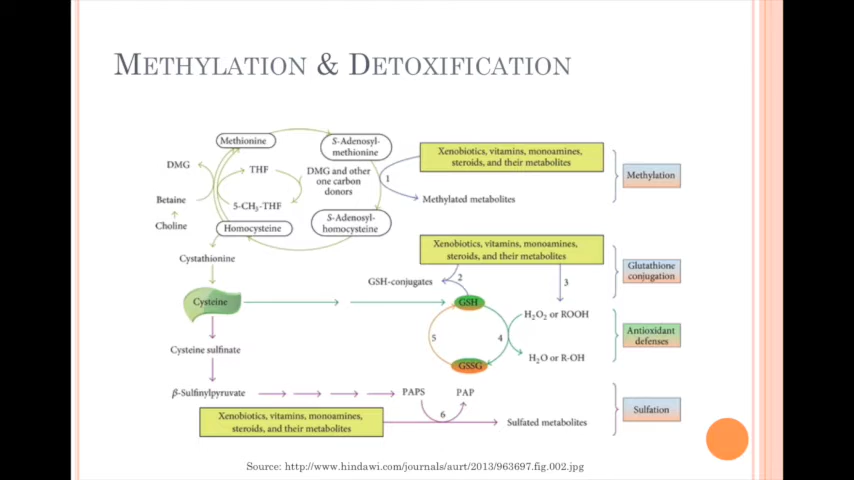 METHYLATION & DETOXIFICATION
Methionine
S-Adenosyl-
methionine
Xenobiotics, vitamins, monoamines,
steroids, and their metabolites
Methylation
DMG
THF
DMG and other
one carbon
donors
1
Betaine
5-CH3-THF
Methylated metabolites
Choline
Homocysteine
S-Adenosyl-
homocysteine
Cystathionine
Xenobiotics, vitamins, monoamines,
steroids, and their metabolites
Glutathione
conjugation
GSH-conjugates
2
3
Cysteine
GSH
H2O2 or ROOH
5
4
Antioxidant
defenses
Cysteine sulfinate
H2O or R-OH
GSSG
β-Sulfinylpyruvate
PAPS
PAP
Xenobiotics, vitamins, monoamines,
steroids, and their metabolites
6
Sulfated metabolites
Sulfation
Source: http://www.hindawi.com/journals/aurt/2013/963697.fig.002.jpg